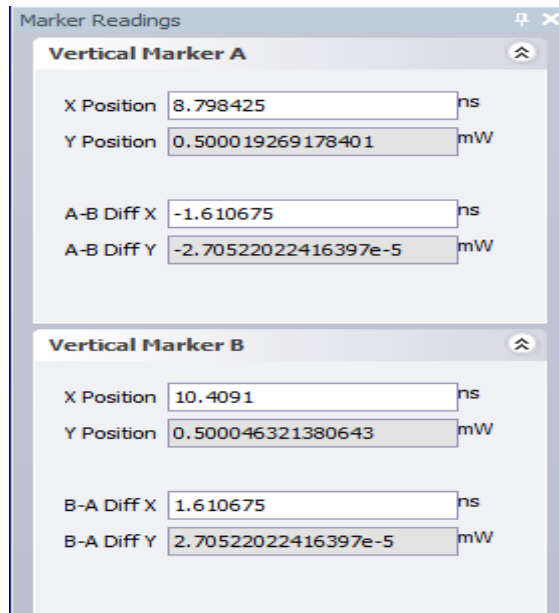 Marker Readings
Vertical Marker A
X Position 8.798425 ns
Y Position 0.500019269178401 mW
A-B Diff X -1.610675 ns
A-B Diff Y -2.70522022416397e-5 mW
Vertical Marker B
X Position 10.4091 ns
Y Position 0.500046321380643 mW
B-A Diff X 1.610675 ns
B-A Diff Y 2.70522022416397e-5 mW